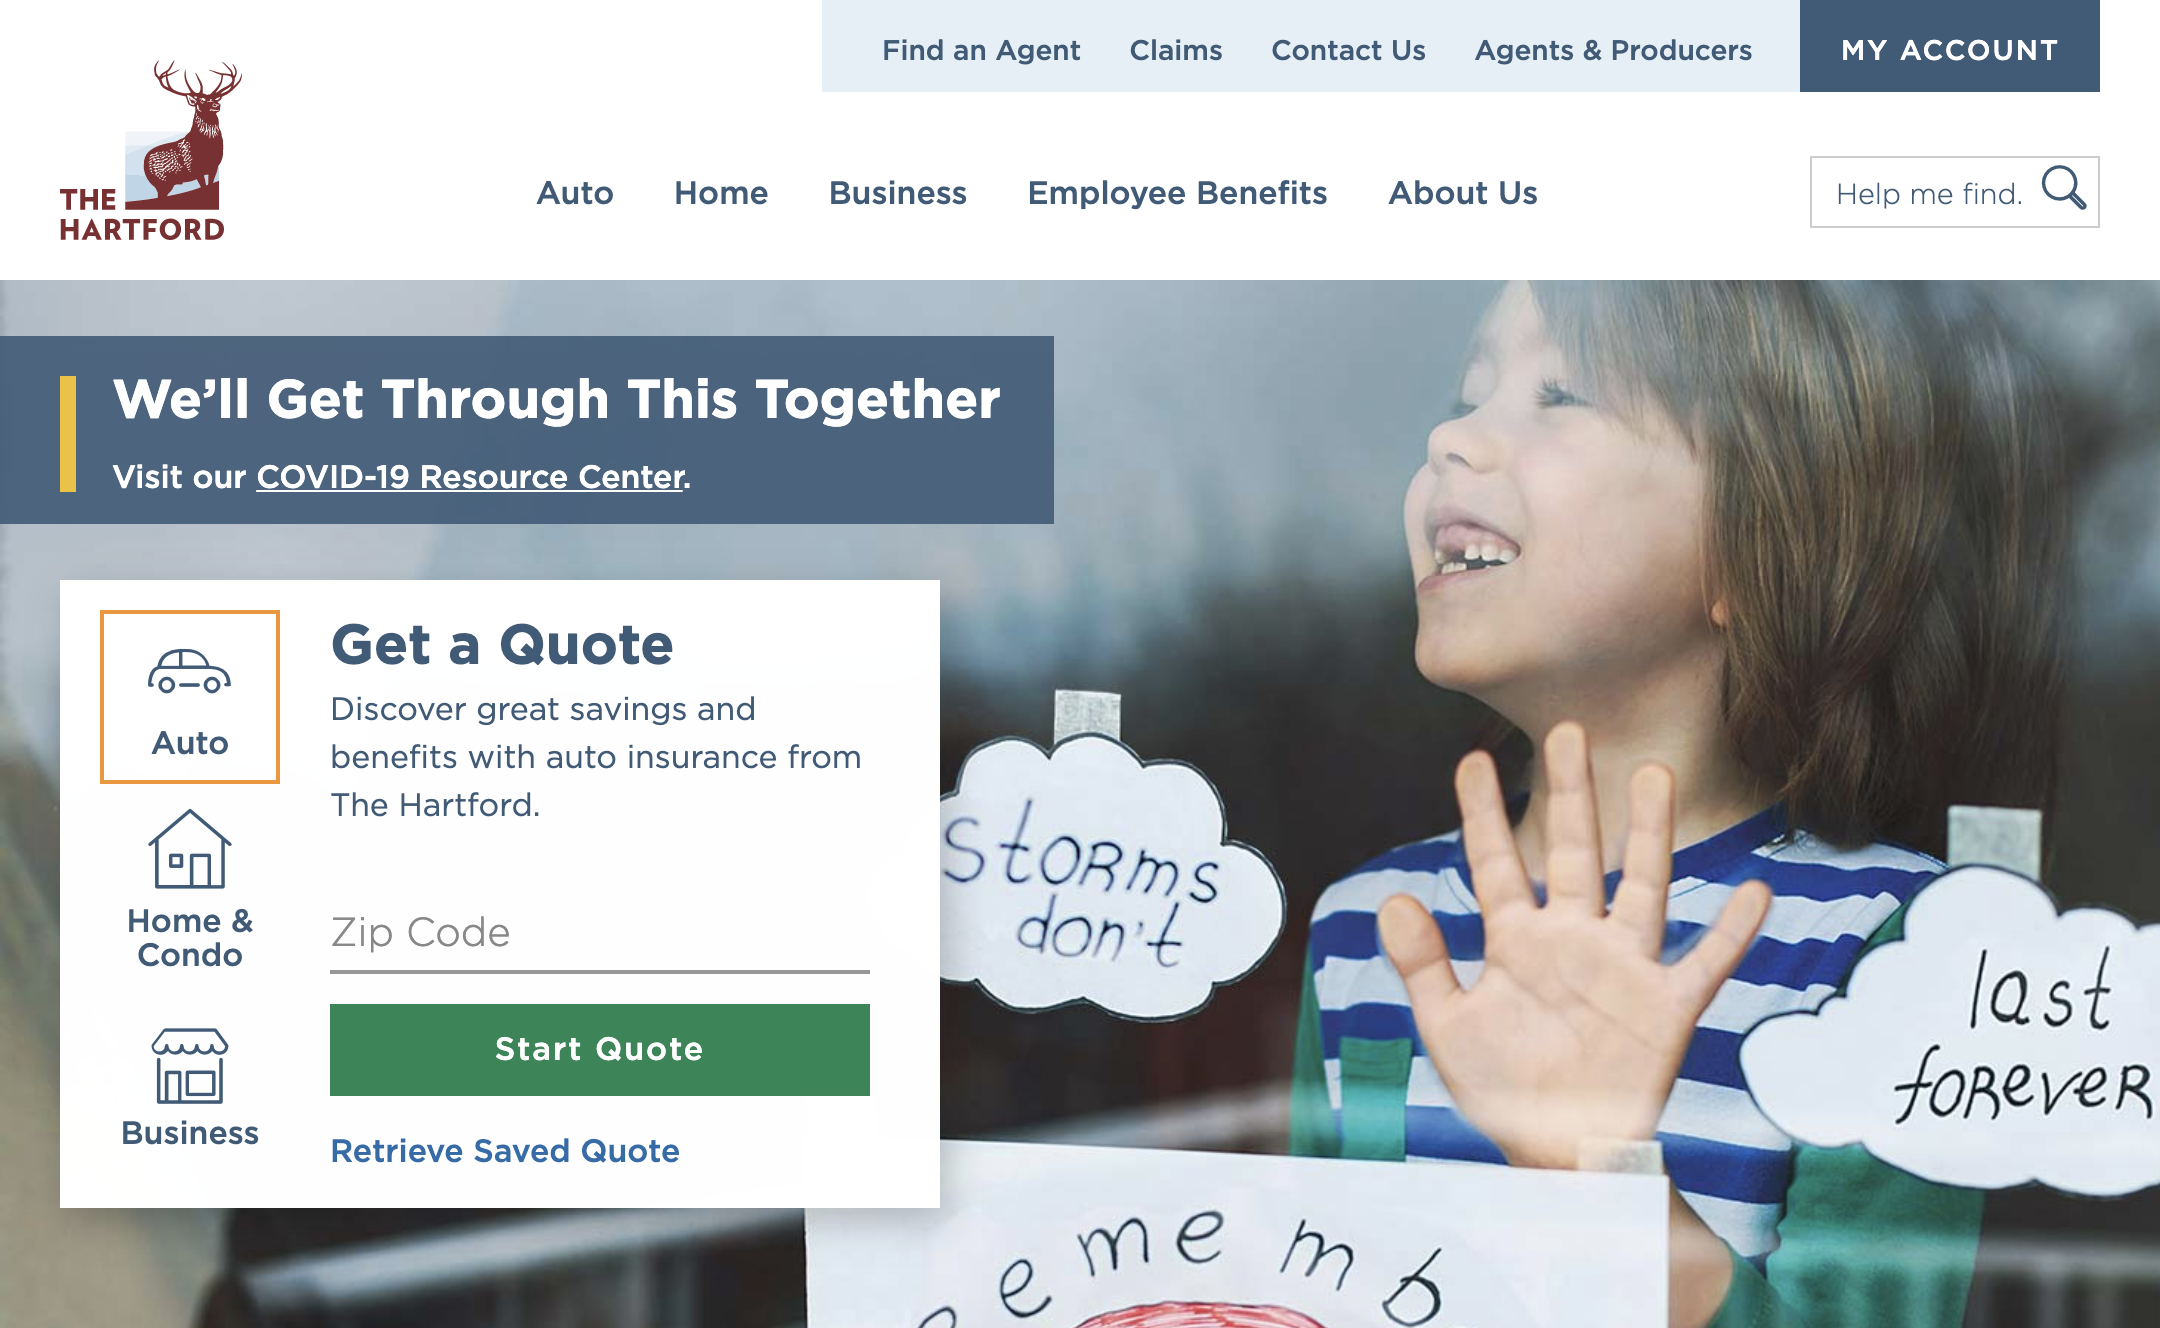 Find an Agent Claims Contact Us Agents & Producers MY ACCOUNT
THE
HARTFORD
Auto Home Business Employee Benefits About Us
Help me find.
We’ll Get Through This Together
Visit our COVID-19 Resource Center.
Auto
Home &
Condo
Business
Get a Quote
Discover great savings and
benefits with auto insurance from
The Hartford.
Zip Code
Start Quote
Retrieve Saved Quote
storms
don't
last
forever
ememb